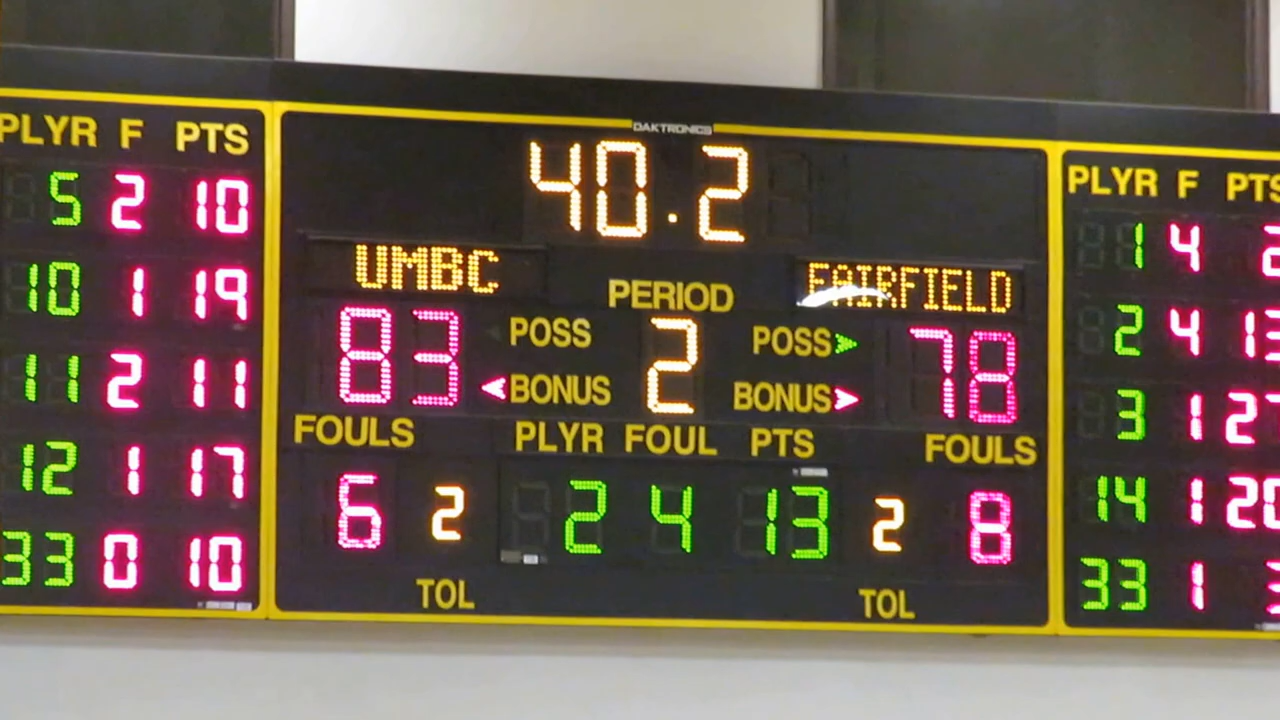 DAKTRONICS
40.2
PLYR F PTS
5 2 10
10 1 19
11 2 11
12 1 17
33 0 10
UMBC
83
PERIOD
2
FAIRFIELD
78
POSS
BONUS
POSS
BONUS
FOULS
6
2
TOL
PLYR FOUL PTS
2 4 13
FOULS
2
8
TOL
PLYR F PTS
1 4
2 4 13
3 1 27
14 1 20
33 1